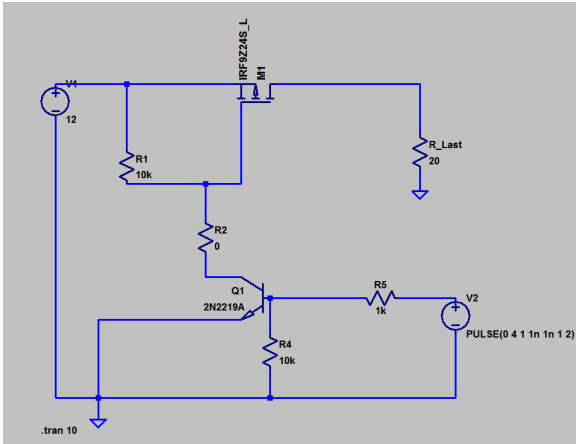 IRF9Z24S_L
M1
V1
12
R1
10k
R_Last
20
R2
0
Q1
2N2219A
R5
1k
V2
PULSE(0 4 1 1n 1n 1 2)
R4
10k
.tran 10